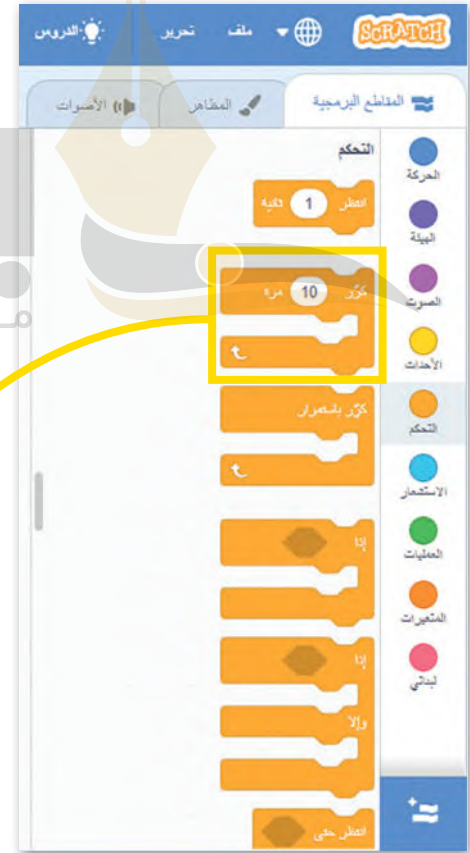 SCRATCH ملف تحرير الدروس
المقاطع البرمجية المظاهر الأصوات
التحكم
الحركة
انتظر 1 ثانية
الهيئة
كرّر 10 مرة
الصوت
الأحداث
كرّر باستمرار
التحكم
الاستشعار
إذا
العمليات
المتغيرات
إذا
لبناتي
وإلا
انتظر حتى